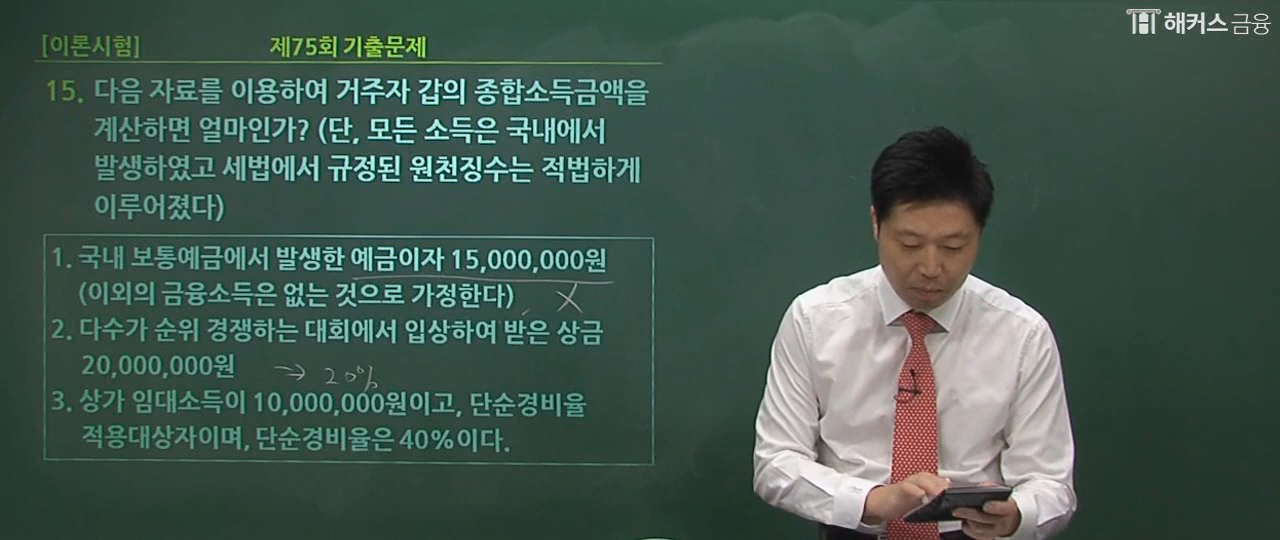 해커스 금융
[이론시험] 제75회 기출문제
15. 다음 자료를 이용하여 거주자 갑의 종합소득금액을
계산하면 얼마인가? (단, 모든 소득은 국내에서
발생하였고 세법에서 규정된 원천징수는 적법하게
이루어졌다)
1. 국내 보통예금에서 발생한 예금이자 15,000,000원
(이외의 금융소득은 없는 것으로 가정한다) X
2. 다수가 순위 경쟁하는 대회에서 입상하여 받은 상금
20,000,000원 → 20%
3. 상가 임대소득이 10,000,000원이고, 단순경비율
적용대상자이며, 단순경비율은 40%이다.